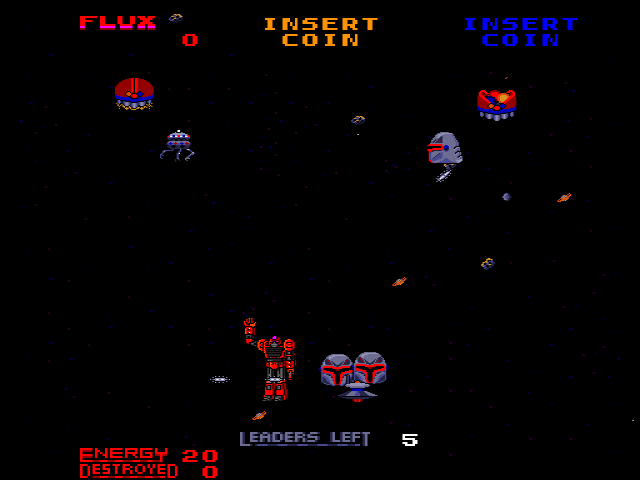 FLUX
0
INSERT
COIN
INSERT
COIN
LEADERS LEFT 5
ENERGY 20
DESTROYED 0